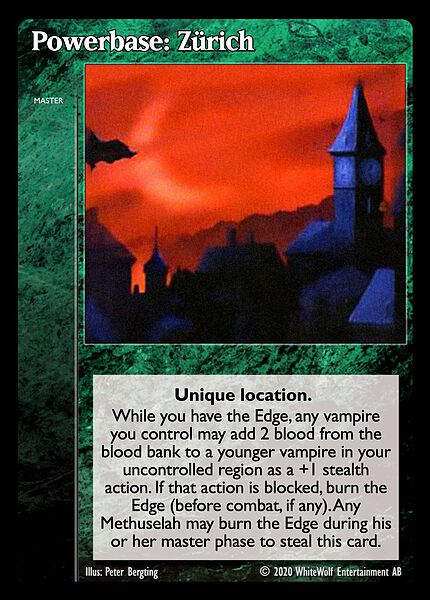 Powerbase: Zürich
MASTER
Unique location.
While you have the Edge, any vampire
you control may add 2 blood from the
blood bank to a younger vampire in your
uncontrolled region as a +1 stealth
action. If that action is blocked, burn the
Edge (before combat, if any). Any
Methuselah may burn the Edge during his
or her master phase to steal this card.
Illus: Peter Bergting
© 2020 WhiteWolf Entertainment AB